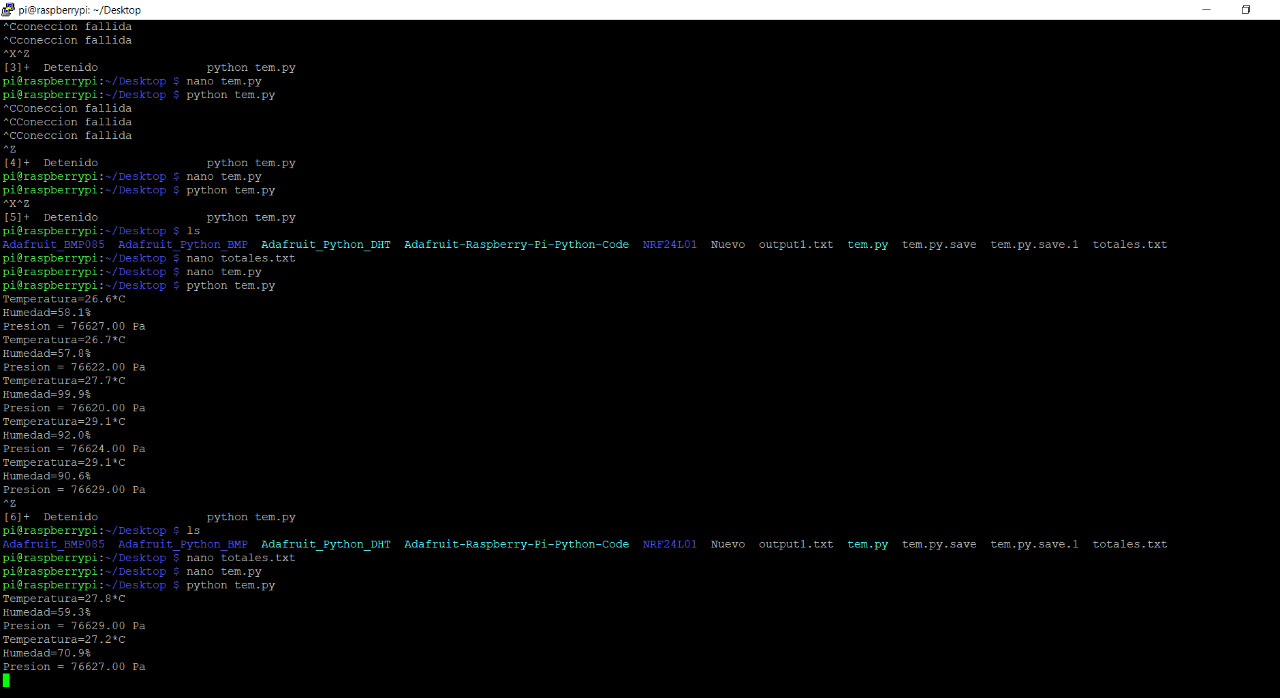 pi@raspberrypi: ~/Desktop
^Cconeccion fallida
^Cconeccion fallida
^X^Z
[3]+  Detenido                python tem.py
pi@raspberrypi:~/Desktop $ nano tem.py
pi@raspberrypi:~/Desktop $ python tem.py
^CConeccion fallida
^CConeccion fallida
^CConeccion fallida
^Z
[4]+  Detenido                python tem.py
pi@raspberrypi:~/Desktop $ nano tem.py
pi@raspberrypi:~/Desktop $ python tem.py
^X^Z
[5]+  Detenido                python tem.py
pi@raspberrypi:~/Desktop $ ls
Adafruit_BMP085  Adafruit_Python_BMP  Adafruit_Python_DHT  Adafruit-Raspberry-Pi-Python-Code  NRF24L01  Nuevo  output1.txt  tem.py  tem.py.save  tem.py.save.1  totales.txt
pi@raspberrypi:~/Desktop $ nano totales.txt
pi@raspberrypi:~/Desktop $ nano tem.py
pi@raspberrypi:~/Desktop $ python tem.py
Temperatura=26.6*C
Humedad=58.1%
Presion = 76627.00 Pa
Temperatura=26.7*C
Humedad=57.8%
Presion = 76622.00 Pa
Temperatura=27.7*C
Humedad=99.9%
Presion = 76620.00 Pa
Temperatura=29.1*C
Humedad=92.0%
Presion = 76624.00 Pa
Temperatura=29.1*C
Humedad=90.6%
Presion = 76629.00 Pa
^Z
[6]+  Detenido                python tem.py
pi@raspberrypi:~/Desktop $ ls
Adafruit_BMP085  Adafruit_Python_BMP  Adafruit_Python_DHT  Adafruit-Raspberry-Pi-Python-Code  NRF24L01  Nuevo  output1.txt  tem.py  tem.py.save  tem.py.save.1  totales.txt
pi@raspberrypi:~/Desktop $ nano totales.txt
pi@raspberrypi:~/Desktop $ nano tem.py
pi@raspberrypi:~/Desktop $ python tem.py
Temperatura=27.8*C
Humedad=59.3%
Presion = 76629.00 Pa
Temperatura=27.2*C
Humedad=70.9%
Presion = 76627.00 Pa